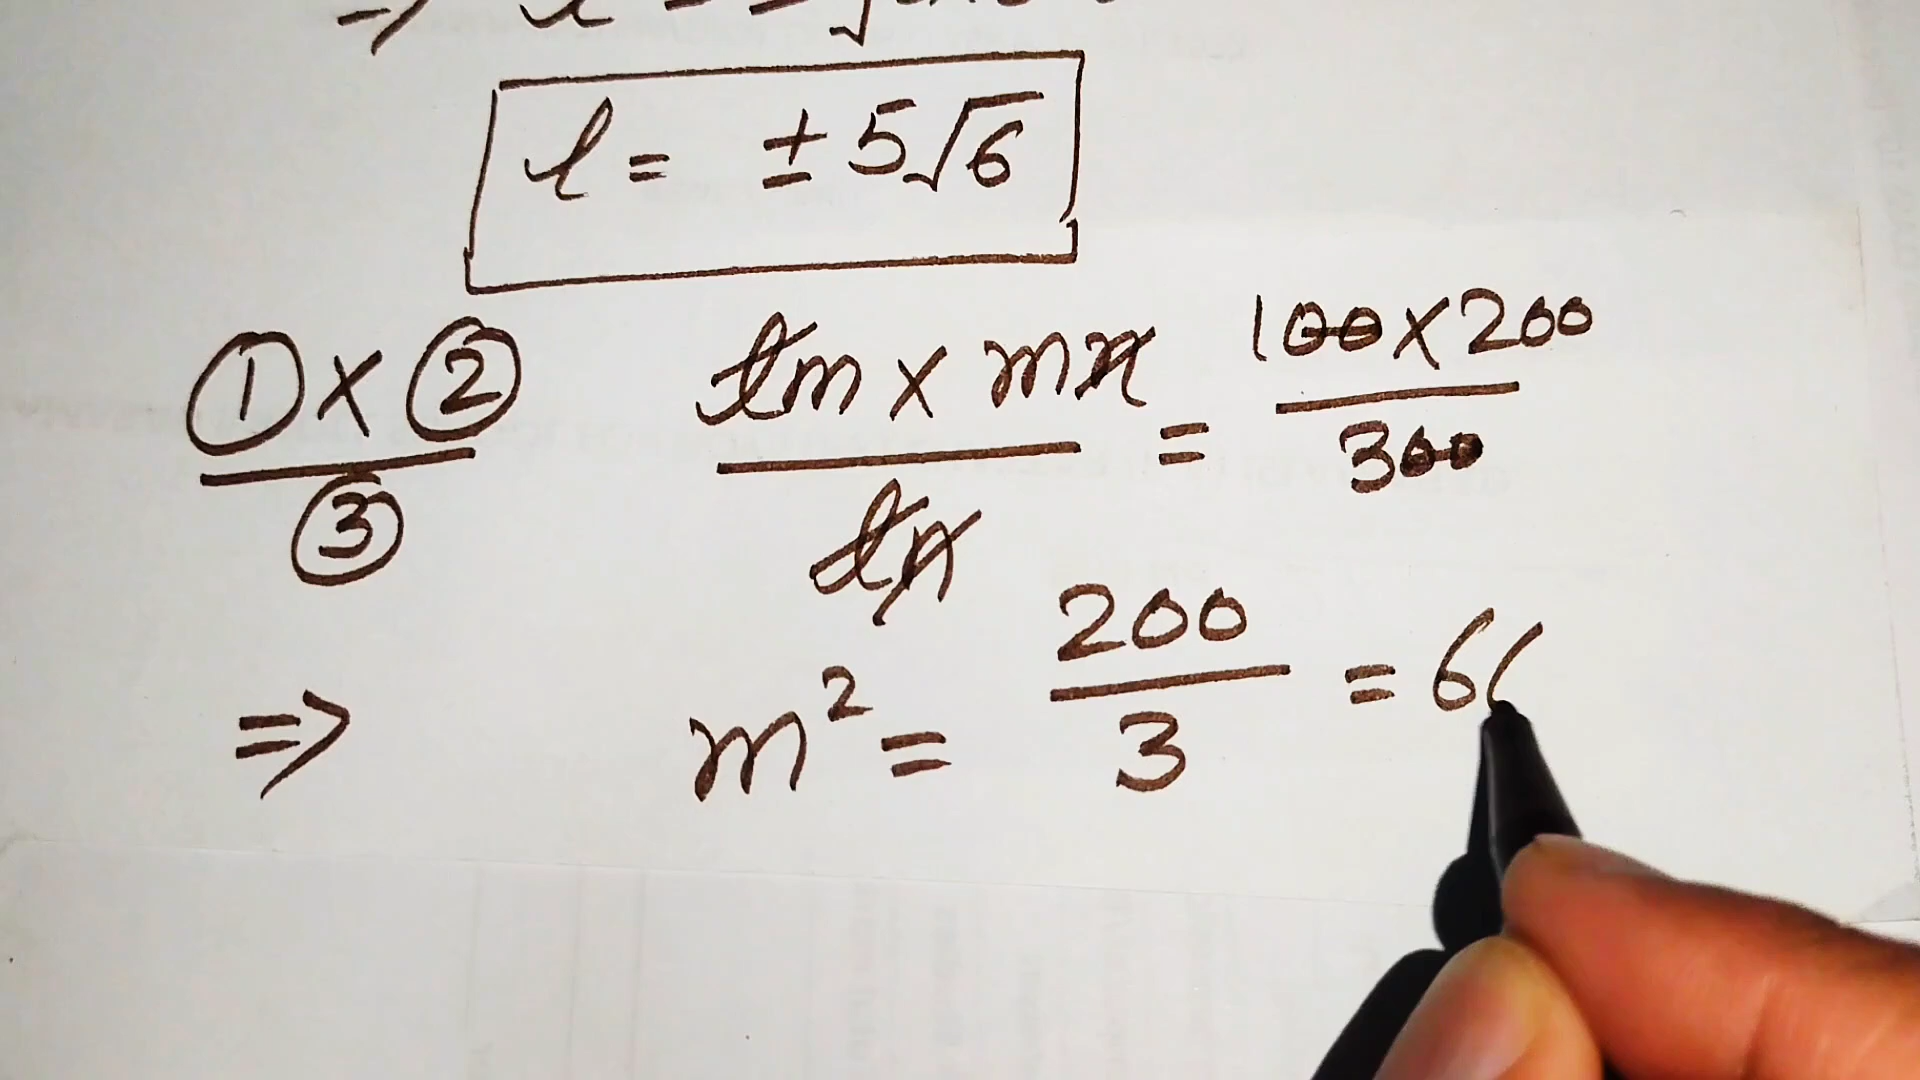 l = ± 5√6
①×②/③ lm × mn/ln = 100×200/300
⇒ m² = 200/3 = 66